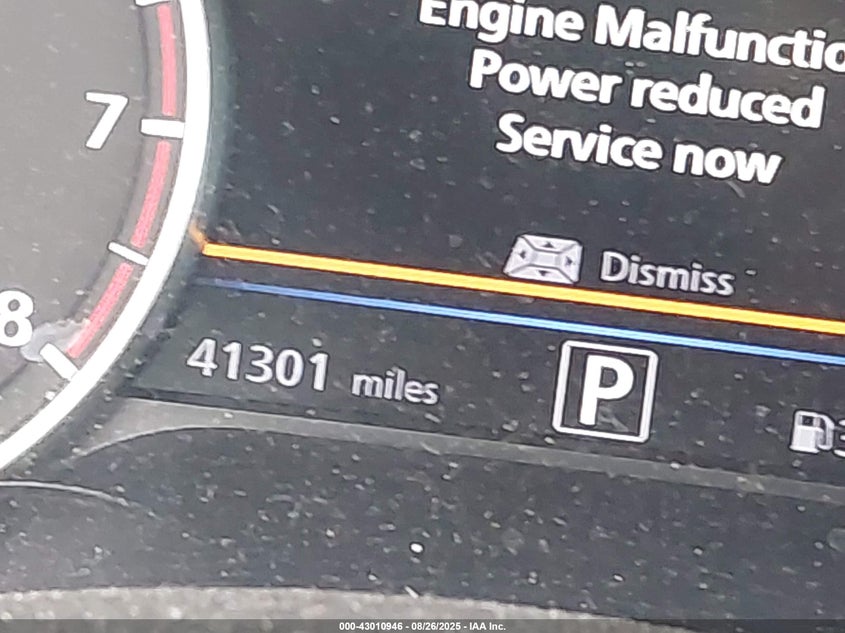 Engine Malfunctio
Power reduced
Service now
7
Dismiss
8
41301 miles
P
000-43010946 - 08/26/2025 - IAA Inc.